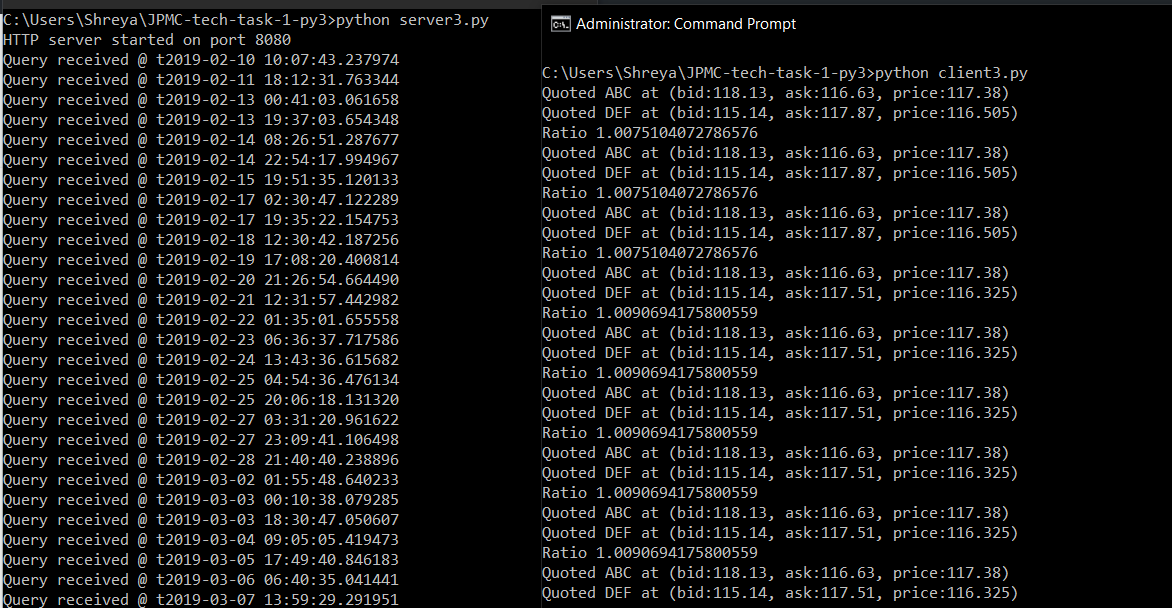 C:\Users\Shreya\JPMC-tech-task-1-py3>python server3.py
HTTP server started on port 8080
Query received @ t2019-02-10 10:07:43.237974
Query received @ t2019-02-11 18:12:31.763344
Query received @ t2019-02-13 00:41:03.061658
Query received @ t2019-02-13 19:37:03.654348
Query received @ t2019-02-14 08:26:51.287677
Query received @ t2019-02-14 22:54:17.994967
Query received @ t2019-02-15 19:51:35.120133
Query received @ t2019-02-17 02:30:47.122289
Query received @ t2019-02-17 19:35:22.154753
Query received @ t2019-02-18 12:30:42.187256
Query received @ t2019-02-19 17:08:20.400814
Query received @ t2019-02-20 21:26:54.664490
Query received @ t2019-02-21 12:31:57.442982
Query received @ t2019-02-22 01:35:01.655558
Query received @ t2019-02-23 06:36:37.717586
Query received @ t2019-02-24 13:43:36.615682
Query received @ t2019-02-25 04:54:36.476134
Query received @ t2019-02-25 20:06:18.131320
Query received @ t2019-02-27 03:31:20.961622
Query received @ t2019-02-27 23:09:41.106498
Query received @ t2019-02-28 21:40:40.238896
Query received @ t2019-03-02 01:55:48.640233
Query received @ t2019-03-03 00:10:38.079285
Query received @ t2019-03-03 18:30:47.050607
Query received @ t2019-03-04 09:05:05.419473
Query received @ t2019-03-05 17:49:40.846183
Query received @ t2019-03-06 06:40:35.041441
Query received @ t2019-03-07 13:59:29.291951
Administrator: Command Prompt
C:\Users\Shreya\JPMC-tech-task-1-py3>python client3.py
Quoted ABC at (bid:118.13, ask:116.63, price:117.38)
Quoted DEF at (bid:115.14, ask:117.87, price:116.505)
Ratio 1.0075104072786576
Quoted ABC at (bid:118.13, ask:116.63, price:117.38)
Quoted DEF at (bid:115.14, ask:117.87, price:116.505)
Ratio 1.0075104072786576
Quoted ABC at (bid:118.13, ask:116.63, price:117.38)
Quoted DEF at (bid:115.14, ask:117.87, price:116.505)
Ratio 1.0075104072786576
Quoted ABC at (bid:118.13, ask:116.63, price:117.38)
Quoted DEF at (bid:115.14, ask:117.51, price:116.325)
Ratio 1.0090694175800559
Quoted ABC at (bid:118.13, ask:116.63, price:117.38)
Quoted DEF at (bid:115.14, ask:117.51, price:116.325)
Ratio 1.0090694175800559
Quoted ABC at (bid:118.13, ask:116.63, price:117.38)
Quoted DEF at (bid:115.14, ask:117.51, price:116.325)
Ratio 1.0090694175800559
Quoted ABC at (bid:118.13, ask:116.63, price:117.38)
Quoted DEF at (bid:115.14, ask:117.51, price:116.325)
Ratio 1.0090694175800559
Quoted ABC at (bid:118.13, ask:116.63, price:117.38)
Quoted DEF at (bid:115.14, ask:117.51, price:116.325)
Ratio 1.0090694175800559
Quoted ABC at (bid:118.13, ask:116.63, price:117.38)
Quoted DEF at (bid:115.14, ask:117.51, price:116.325)